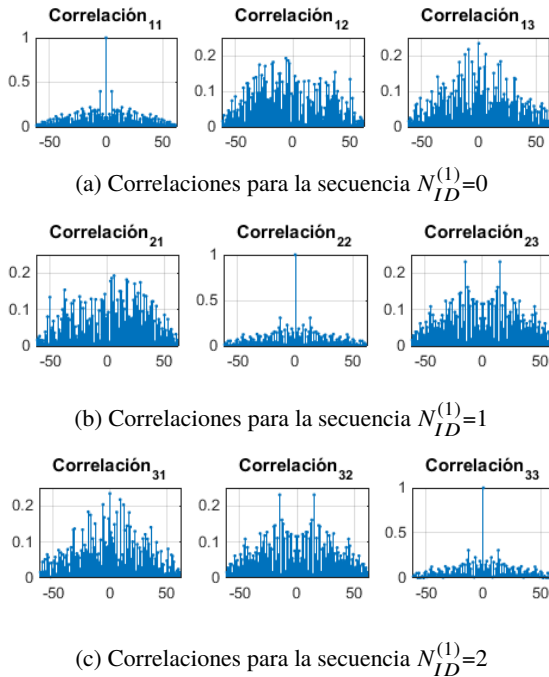 Correlación₁₁ Correlación₁₂ Correlación₁₃
1
0.5
0
-50 0 50
0.2
0.1
0
-50 0 50
0.2
0.1
0
-50 0 50
(a) Correlaciones para la secuencia N_{ID}^{(1)}=0
Correlación₂₁ Correlación₂₂ Correlación₂₃
0.2
0.1
0
-50 0 50
1
0.5
0
-50 0 50
0.2
0.1
0
-50 0 50
(b) Correlaciones para la secuencia N_{ID}^{(1)}=1
Correlación₃₁ Correlación₃₂ Correlación₃₃
0.2
0.1
0
-50 0 50
0.2
0.1
0
-50 0 50
1
0.5
0
-50 0 50
(c) Correlaciones para la secuencia N_{ID}^{(1)}=2